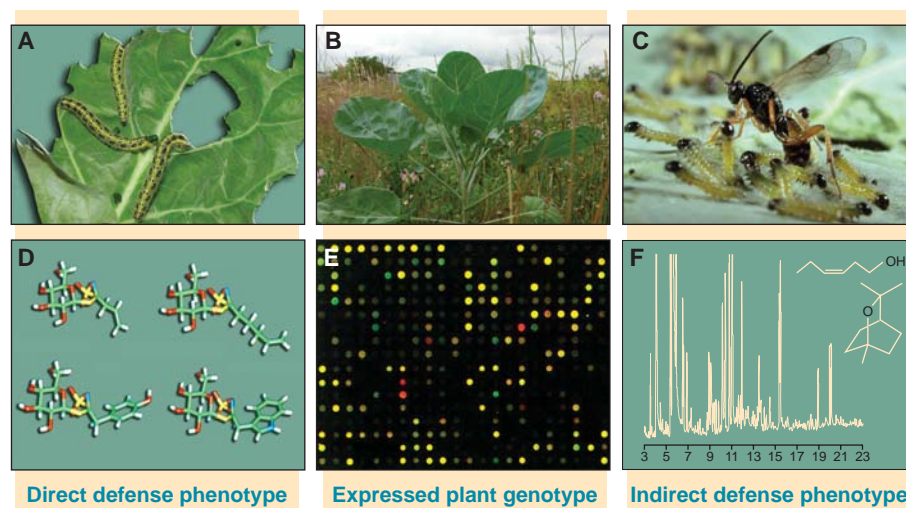 A
B
C
D
E
F
OH
O
3 5 7 9 11 13 15 17 19 21 23
Direct defense phenotype
Expressed plant genotype
Indirect defense phenotype